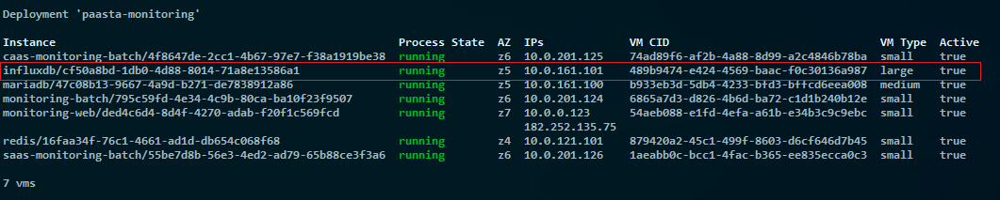 Deployment 'paasta-monitoring'
Instance Process State AZ IPs VM CID VM Type Active
caas-monitoring-batch/4f8647de-2cc1-4b67-97e7-f38a1919be38 running z6 10.0.201.125 74ad89f6-af2b-4a88-8d99-a2c4846b78ba small true
influxdb/cf50a8bd-1db0-4d88-8014-71a8e13586a1 running z5 10.0.161.101 489b9474-e424-4569-baac-f0c30136a987 large true
mariadb/47c08b13-9667-4a9d-b271-de7838912a86 running z5 10.0.161.100 b933eb3d-5db4-4233-bfd3-bffcd6eea008 medium true
monitoring-batch/795c59fd-4e34-4c9b-80ca-ba10f23f9507 running z6 10.0.201.124 6865a7d3-d826-4b6d-ba72-c1d1b240b12e small true
monitoring-web/ded4c6d4-8d4f-4270-adab-f20f1c569fcd running z7 10.0.0.123 54aeb088-e1fd-4efa-a61b-e34b3c9c9ebc small true
182.252.135.75
redis/16faa34f-76c1-4661-ad1d-db654c068f68 running z4 10.0.121.101 879420a2-45c1-499f-8603-d6cf646d7b45 small true
saas-monitoring-batch/55be7d8b-56e3-4ed2-ad79-65b88ce3f3a6 running z6 10.0.201.126 1aeabb0c-bcc1-4fac-b365-ee835ecca0c3 small true
7 vms